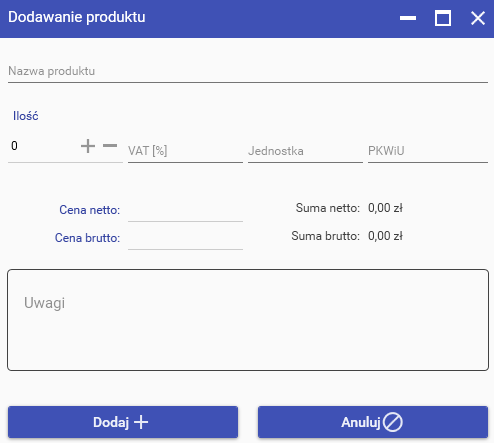 Dodawanie produktu
Nazwa produktu
Ilość
0
VAT [%]
Jednostka
PKWiU
Cena netto:
Suma netto: 0,00 zł
Cena brutto:
Suma brutto: 0,00 zł
Uwagi
Dodaj
Anuluj